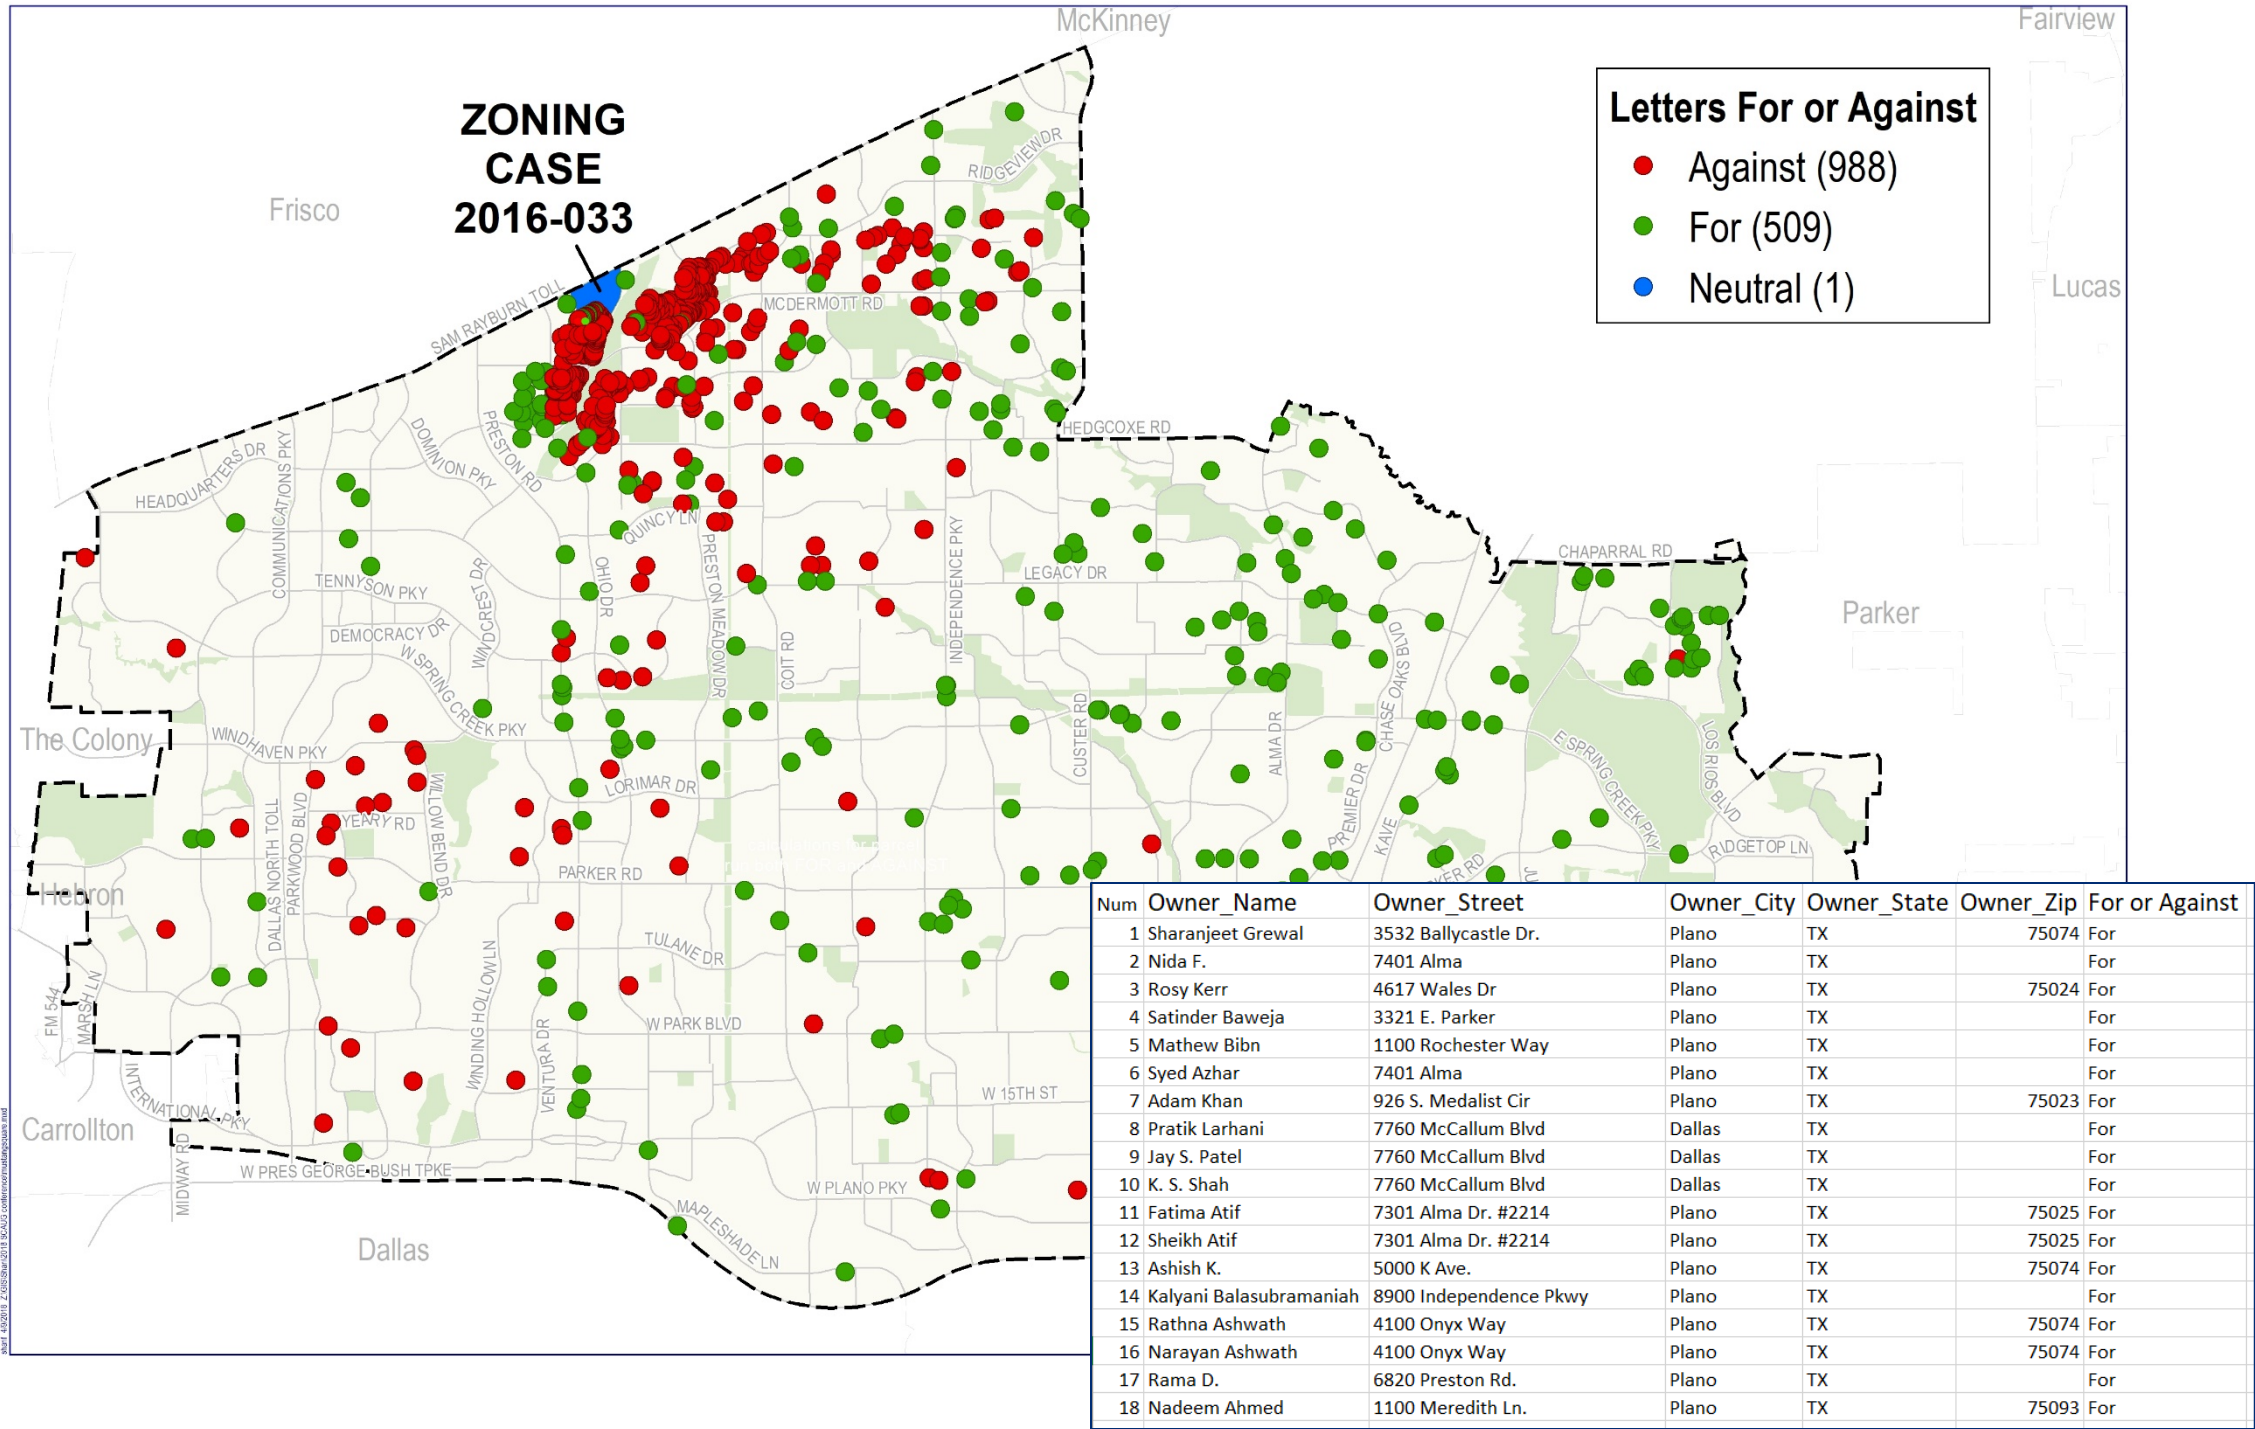 McKinney
Fairview
ZONING
CASE
2016-033
Letters For or Against
Against (988)
For (509)
Neutral (1)
Frisco
Lucas
Parker
The Colony
Hebron
Carrollton
Dallas
RIDGEVIEW DR
SAM RAYBURN TOLL
MCDERMOTT RD
HEDGCOXE RD
HEADQUARTERS DR
COMMUNICATIONS PKY
DOMINION PKY
PRESTON RD
QUINCY LN
OHIO DR
PRESTON MEADOW DR
INDEPENDENCE PKY
LEGACY DR
CHAPARRAL RD
TENNYSON PKY
DEMOCRACY DR
WINDCREST DR
W SPRING CREEK PKY
COIT RD
CUSTER RD
ALMA DR
CHASE OAKS BLVD
WINDHAVEN PKY
E SPRING CREEK PKY
LOS RIOS BLVD
LORIMAR DR
WILLOW BEND DR
YEARY RD
DALLAS NORTH TOLL
PARKWOOD BLVD
PREMIER DR
K AVE
RIDGETOP LN
PARKER RD
KER RD
TULANE DR
WINDING HOLLOW LN
VENTURA DR
FM 544
MARSH LN
W PARK BLVD
W 15TH ST
INTERNATIONAL PKY
MIDWAY RD
W PRES GEORGE BUSH TPKE
W PLANO PKY
MAPLESHADE LN
Num Owner_Name Owner_Street Owner_City Owner_State Owner_Zip For or Against
1 Sharanjeet Grewal 3532 Ballycastle Dr. Plano TX 75074 For
2 Nida F. 7401 Alma Plano TX For
3 Rosy Kerr 4617 Wales Dr Plano TX 75024 For
4 Satinder Baweja 3321 E. Parker Plano TX For
5 Mathew Bibn 1100 Rochester Way Plano TX For
6 Syed Azhar 7401 Alma Plano TX For
7 Adam Khan 926 S. Medalist Cir Plano TX 75023 For
8 Pratik Larhani 7760 McCallum Blvd Dallas TX For
9 Jay S. Patel 7760 McCallum Blvd Dallas TX For
10 K. S. Shah 7760 McCallum Blvd Dallas TX For
11 Fatima Atif 7301 Alma Dr. #2214 Plano TX 75025 For
12 Sheikh Atif 7301 Alma Dr. #2214 Plano TX 75025 For
13 Ashish K. 5000 K Ave. Plano TX 75074 For
14 Kalyani Balasubramaniah 8900 Independence Pkwy Plano TX For
15 Rathna Ashwath 4100 Onyx Way Plano TX 75074 For
16 Narayan Ashwath 4100 Onyx Way Plano TX 75074 For
17 Rama D. 6820 Preston Rd. Plano TX For
18 Nadeem Ahmed 1100 Meredith Ln. Plano TX 75093 For